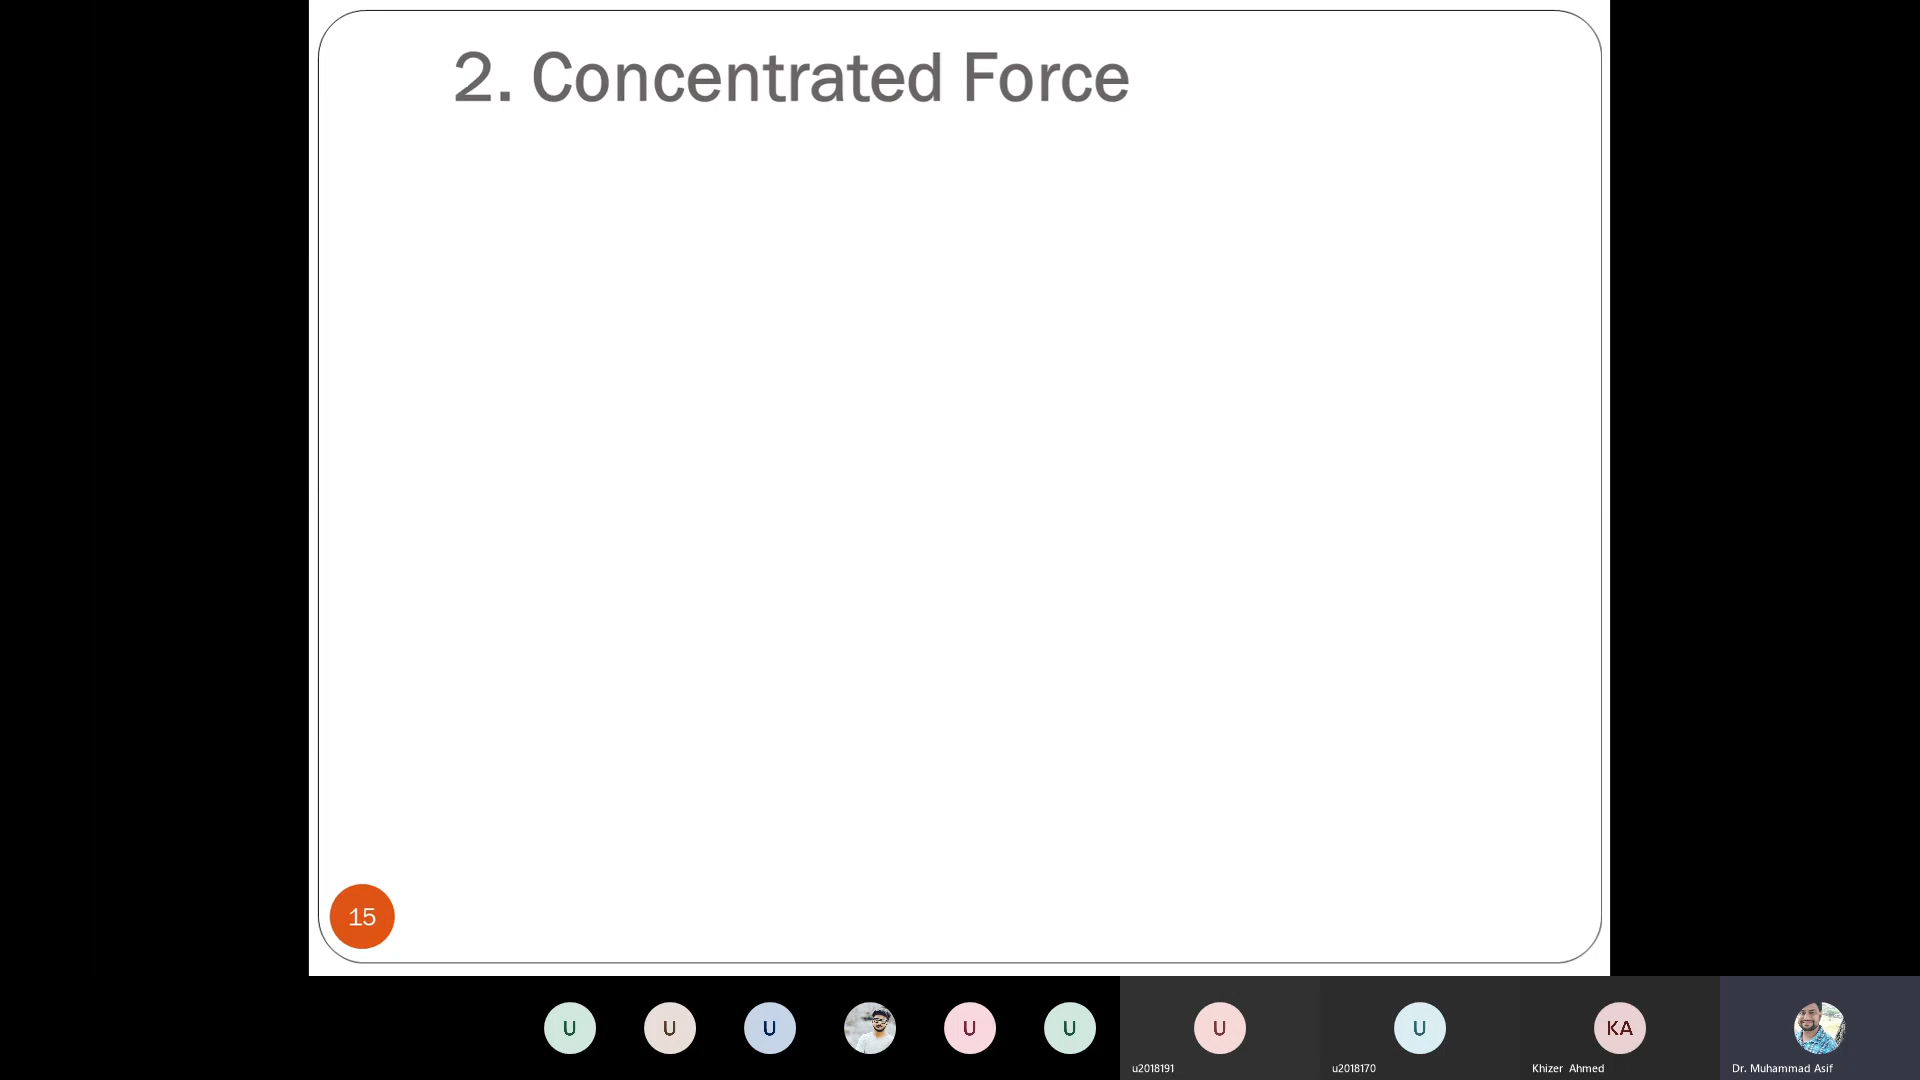 2. Concentrated Force
15
U
U
U
U
U
U
U
KA
u2018191
u2018170
Khizer Ahmed
Dr. Muhammad Asif